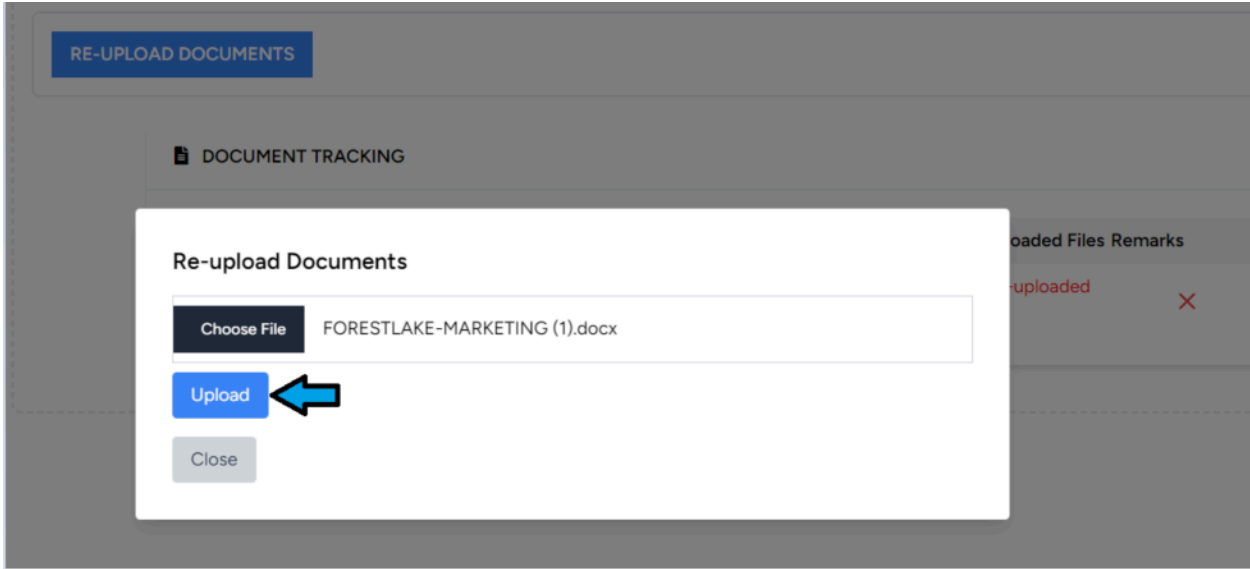 RE-UPLOAD DOCUMENTS
DOCUMENT TRACKING
oaded Files Remarks
Re-upload Documents
-uploaded
Choose File FORESTLAKE-MARKETING (1).docx
Upload
Close